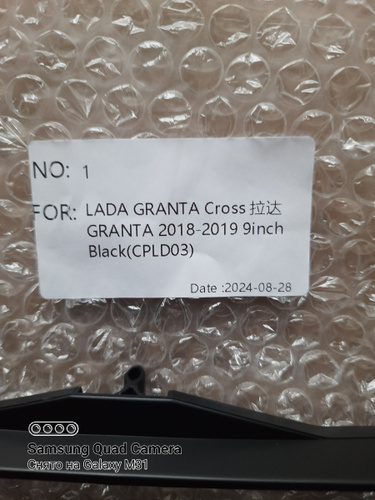 NO: 1
FOR: LADA GRANTA Cross 拉达
GRANTA 2018-2019 9inch
Black(CPLD03)
Date :2024-08-28
Samsung Quad Camera
Снято на Galaxy M31